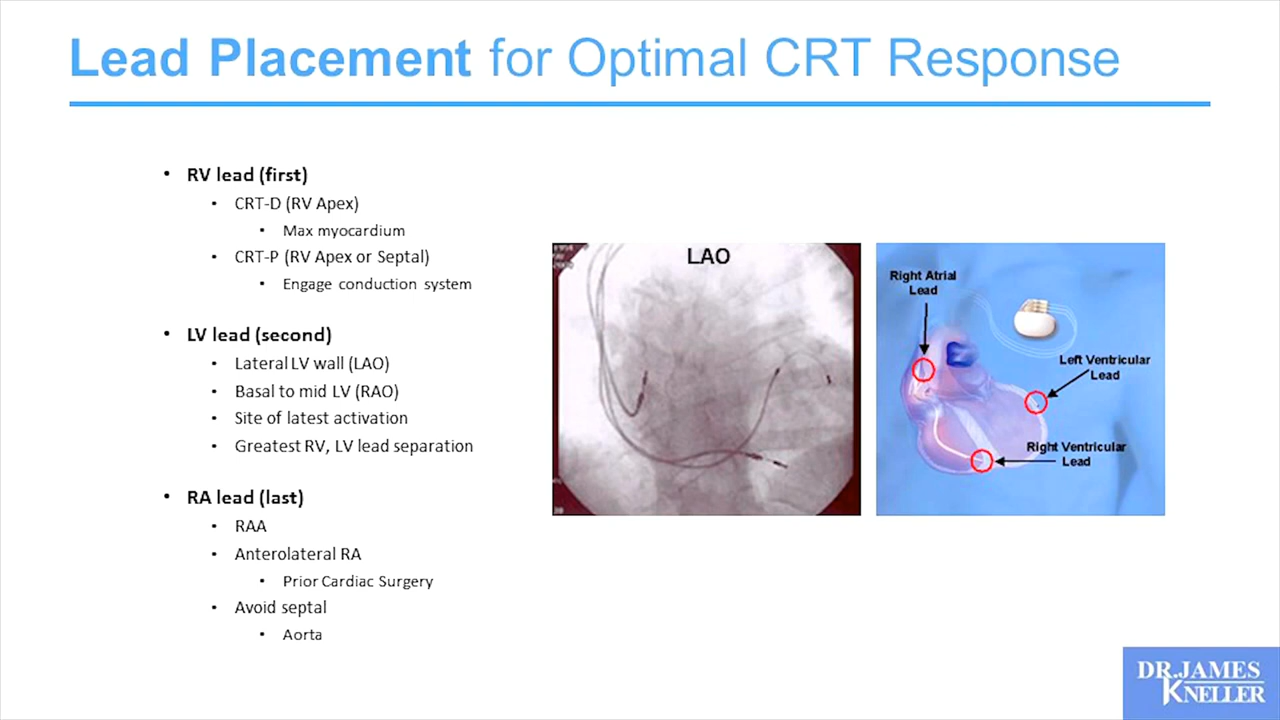 Lead Placement for Optimal CRT Response
• RV lead (first)
• CRT-D (RV Apex)
• Max myocardium
• CRT-P (RV Apex or Septal)
• Engage conduction system
• LV lead (second)
• Lateral LV wall (LAO)
• Basal to mid LV (RAO)
• Site of latest activation
• Greatest RV, LV lead separation
• RA lead (last)
• RAA
• Anterolateral RA
• Prior Cardiac Surgery
• Avoid septal
• Aorta
LAO
Right Atrial
Lead
Left Ventricular
Lead
Right Ventricular
Lead
DR.JAMES
KNELLER